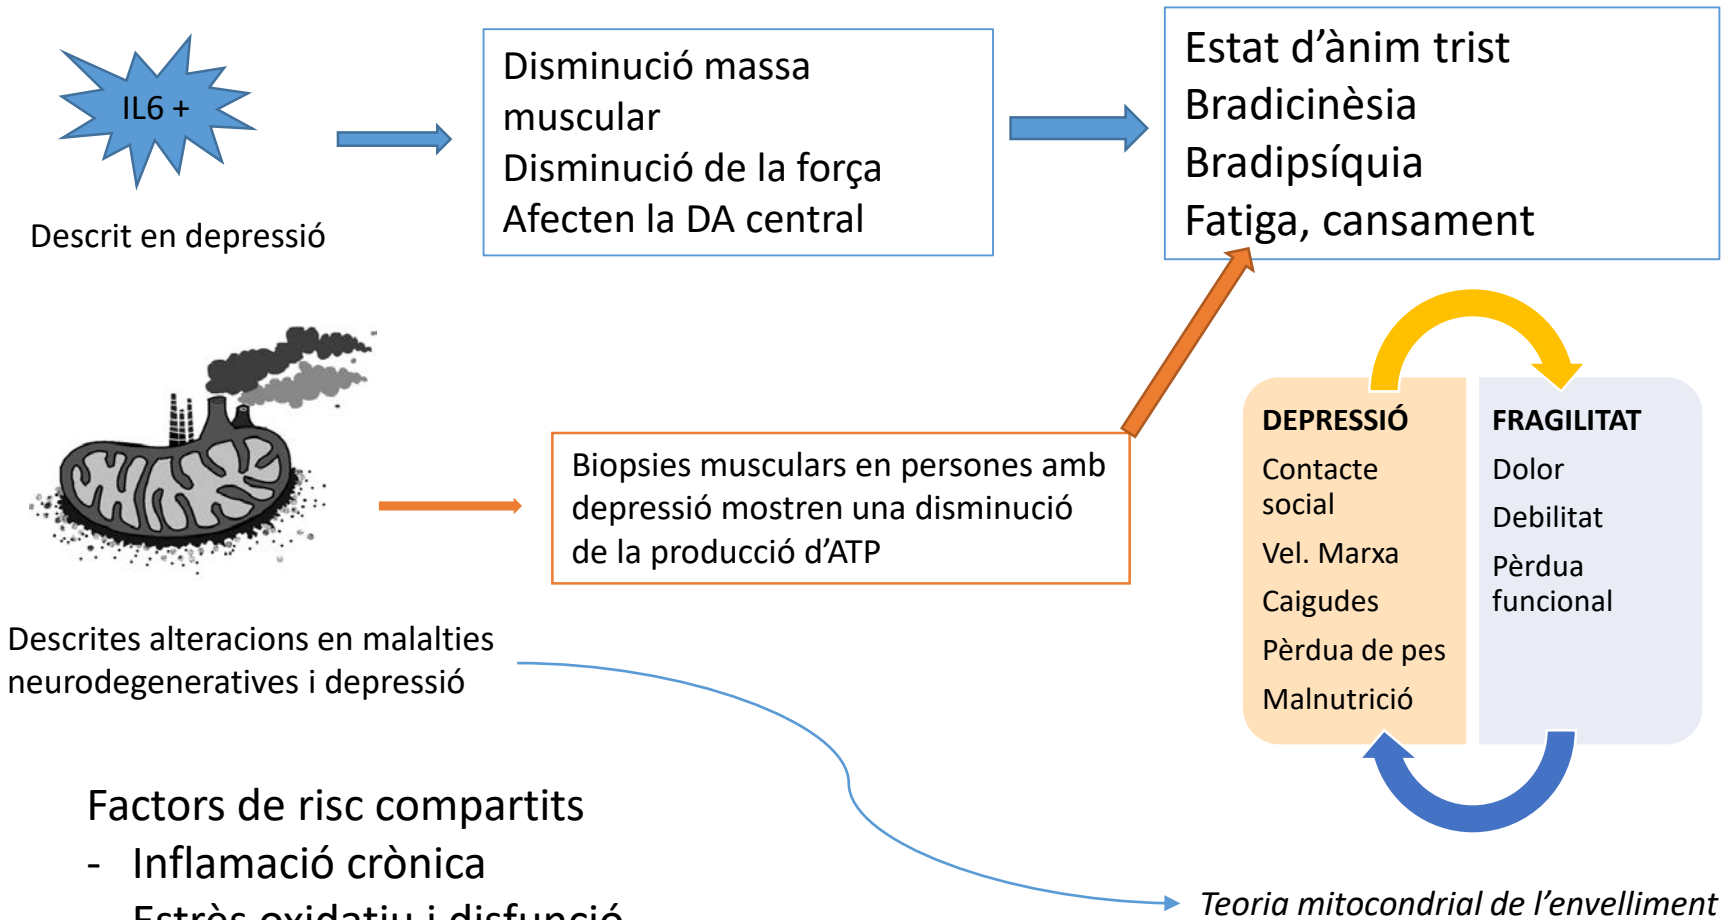 IL6 +
Descrit en depressió
Disminució massa
muscular
Disminució de la força
Afecten la DA central
Estat d’ànim trist
Bradicinèsia
Bradipsíquia
Fatiga, cansament
Biopsies musculars en persones amb
depressió mostren una disminució
de la producció d’ATP
DEPRESSIÓ
Contacte
social
Vel. Marxa
Caigudes
Pèrdua de pes
Malnutrició
FRAGILITAT
Dolor
Debilitat
Pèrdua
funcional
Descrites alteracions en malalties
neurodegeneratives i depressió
Factors de risc compartits
- Inflamació crònica
Estrès oxidatiu i disfunció
Teoria mitocondrial de l’envelliment